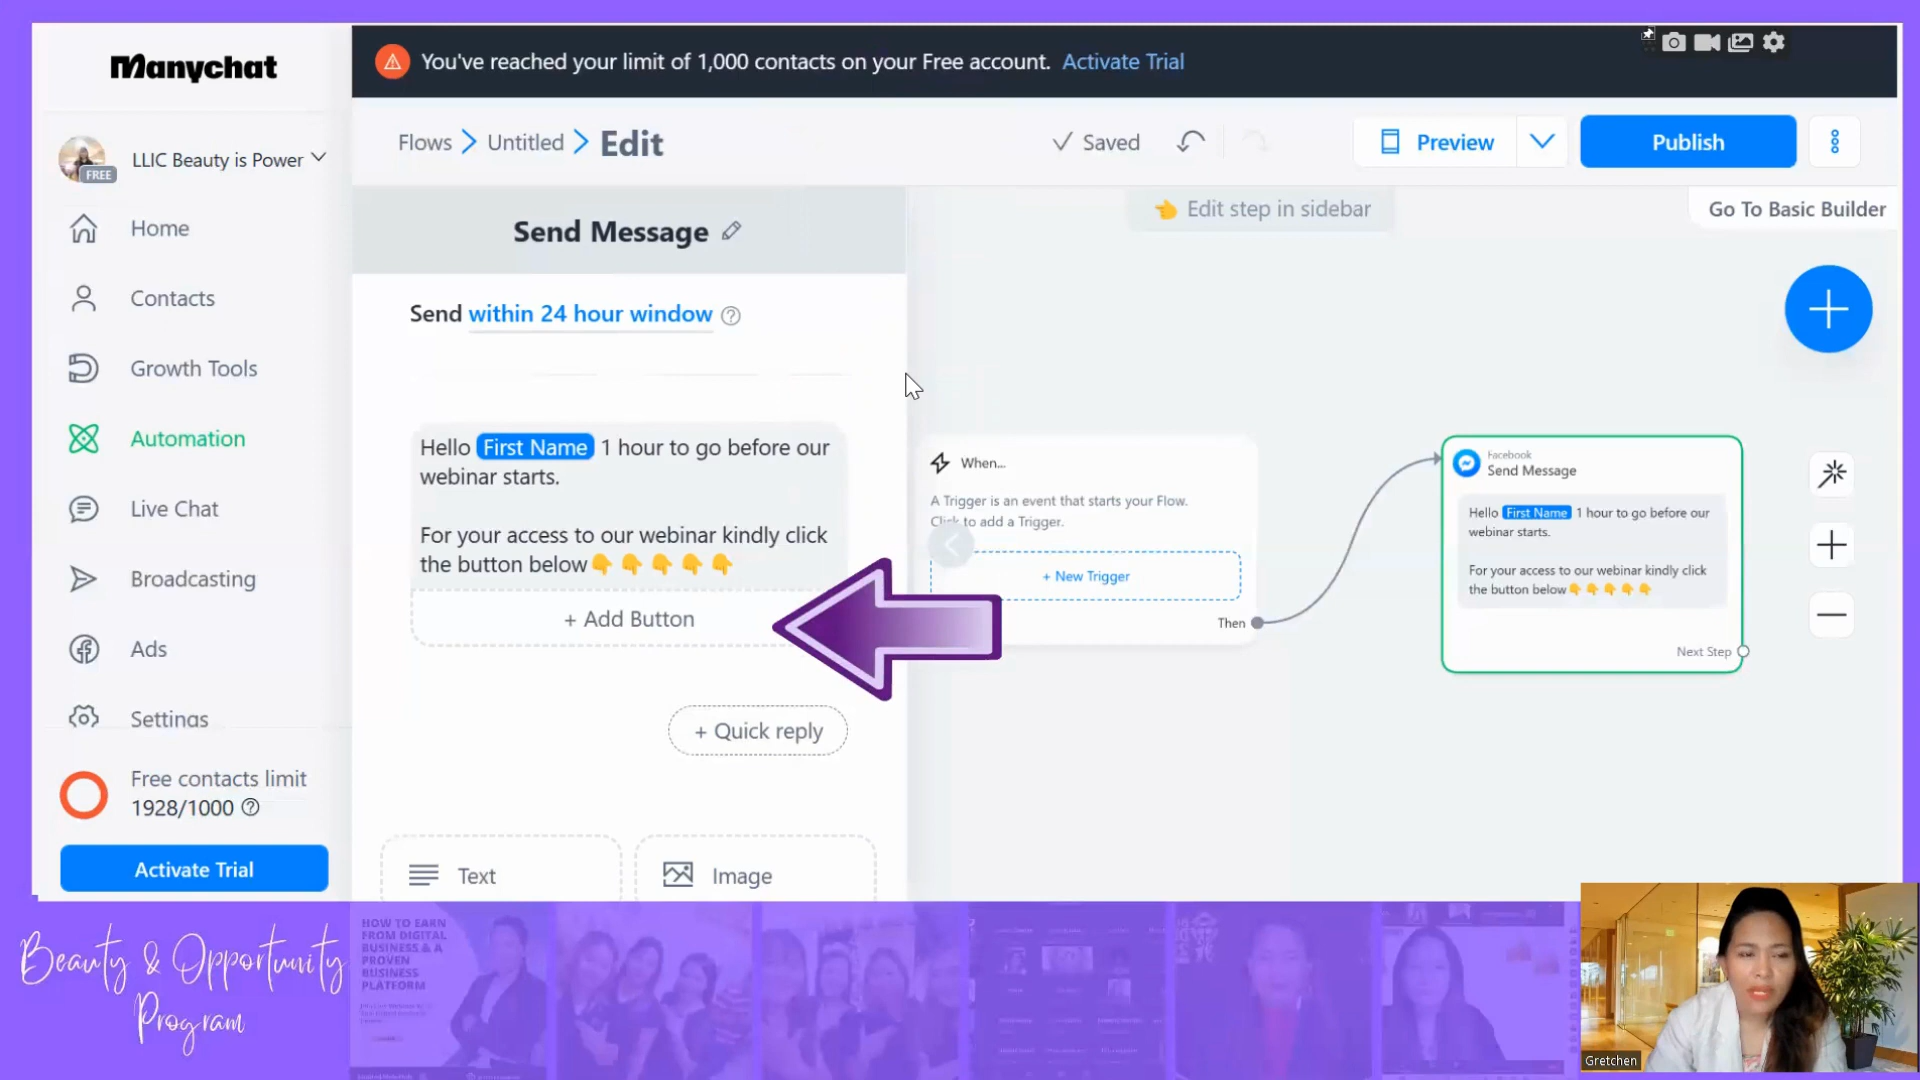 Manychat
You've reached your limit of 1,000 contacts on your Free account. Activate Trial
LLIC Beauty is Power
FREE
Flows > Untitled > Edit
Saved
Preview
Publish
Home
Contacts
Growth Tools
Automation
Live Chat
Broadcasting
Ads
Settings
Free contacts limit
1928/1000
Activate Trial
Send Message
Send within 24 hour window
Hello First Name 1 hour to go before our
webinar starts.
For your access to our webinar kindly click
the button below👇👇👇👇👇
+ Add Button
+ Quick reply
Text
Image
👈 Edit step in sidebar
Go To Basic Builder
When...
A Trigger is an event that starts your Flow.
Click to add a Trigger.
+ New Trigger
Then
Facebook
Send Message
Hello First Name 1 hour to go before our
webinar starts.
For your access to our webinar kindly click
the button below👇👇👇👇👇
Next Step
Beauty & Opportunity
Program
HOW TO EARN
FROM DIGITAL
BUSINESS & A
PROVEN
BUSINESS
PLATFORM
Gretchen